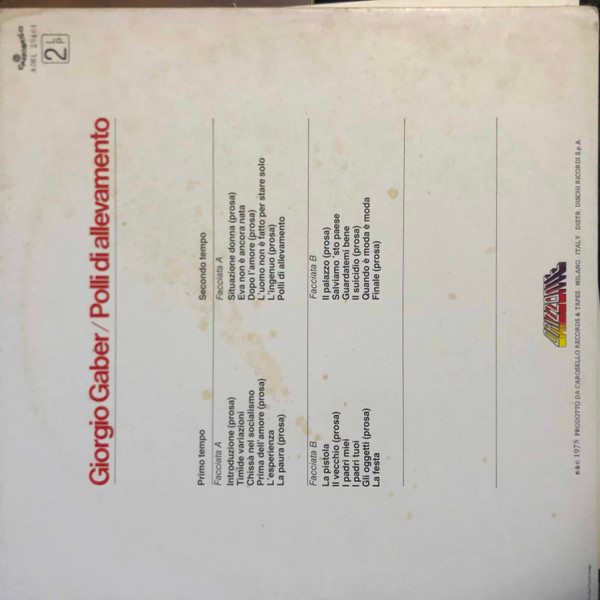 Carosello
2 LP
Giorgio Gaber/Polli di allevamento
Primo tempo
Facciata A
Introduzione (prosa)
Timide variazioni
Chissà nel socialismo
Prima dell'amore (prosa)
L'esperienza
La paura (prosa)
Facciata B
La pistola
Il vecchio (prosa)
I padri miei
I padri tuoi
Gli oggetti (prosa)
La festa
Secondo tempo
Facciata A
Situazione donna (prosa)
Eva non è ancora nata
Dopo l'amore (prosa)
L'uomo non è fatto per stare solo
L'ingenuo (prosa)
Polli di allevamento
Facciata B
Il palazzo (prosa)
Salviamo 'sto paese
Guardatemi bene
Il suicidio (prosa)
Quando è moda è moda
Finale (prosa)
PRODOTTO DA CAROSELLO RECORDS & TAPES MILANO ITALY DISTR. DISCHI RICORDI S.p.A.